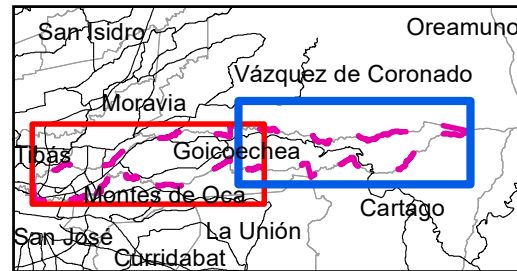 San Isidro
Oreamuno
Vázquez de Coronado
Moravia
Tibás
Goicoechea
Montes de Oca
Cartago
San José
La Unión
Curridabat